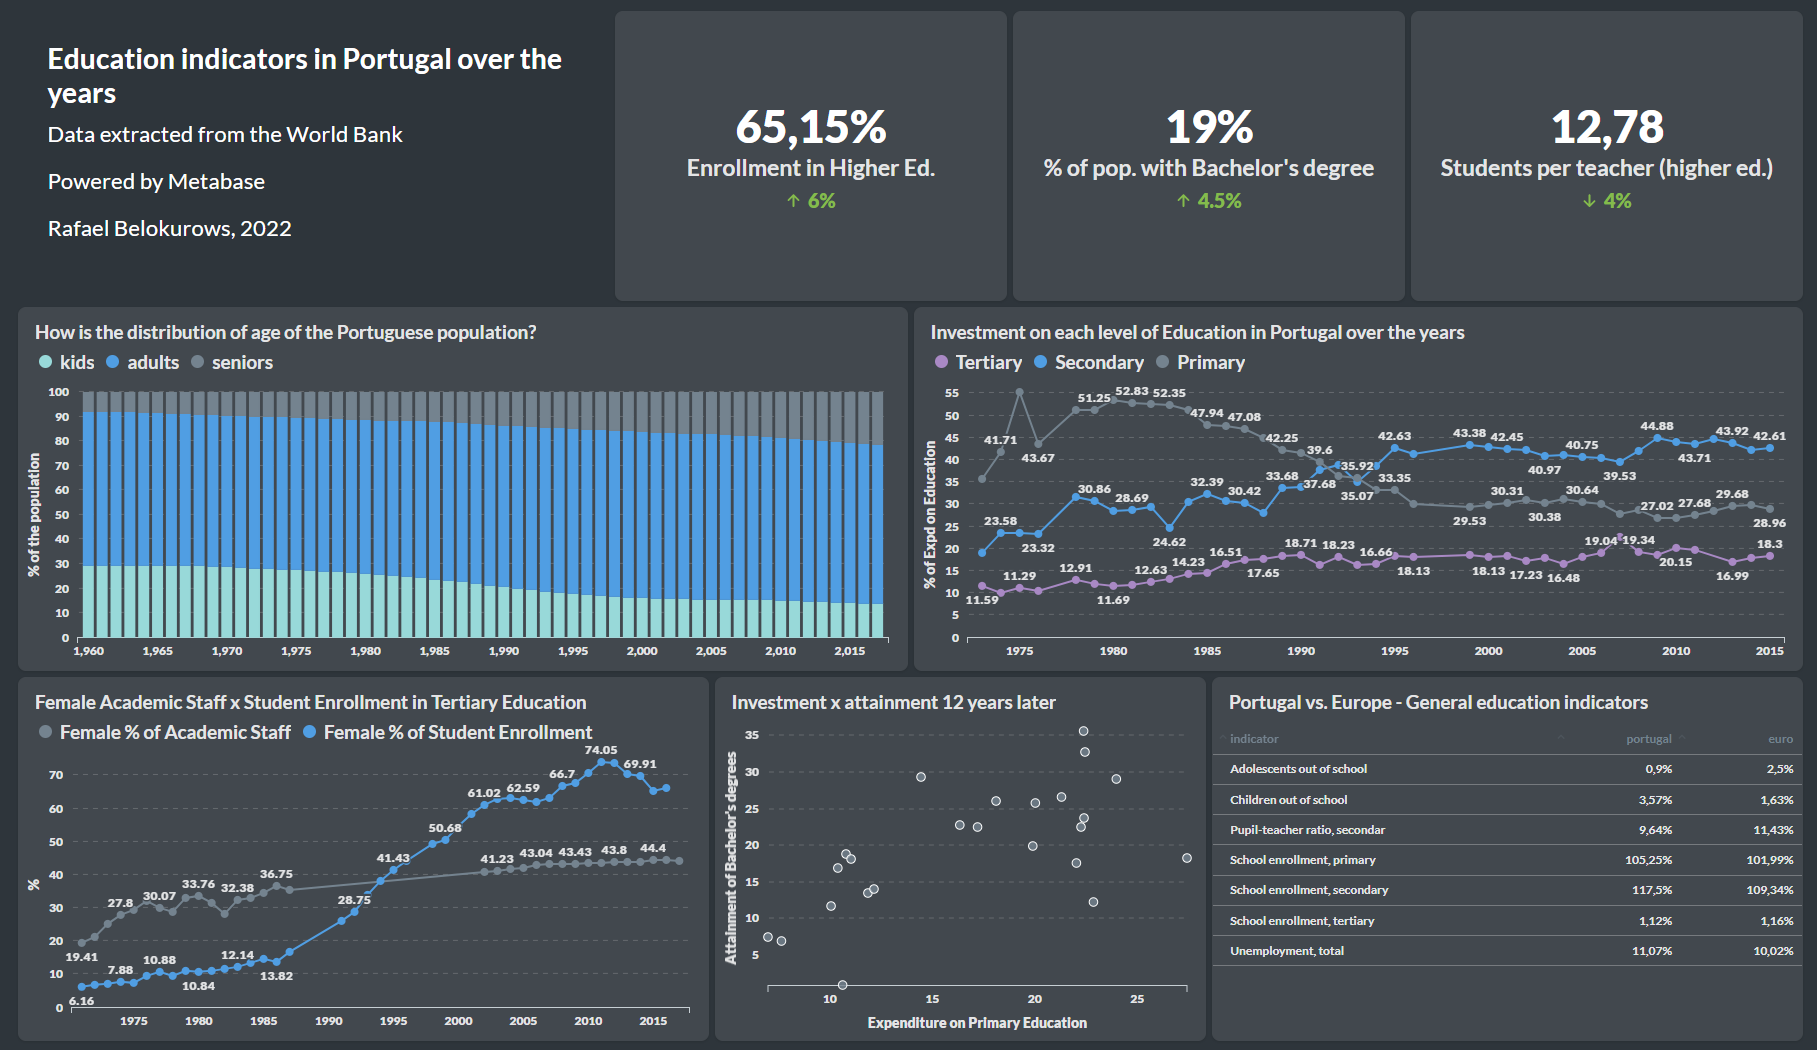 Education indicators in Portugal over the
years
Data extracted from the World Bank
Powered by Metabase
Rafael Belokurows, 2022
65,15%
Enrollment in Higher Ed.
↑ 6%
19%
% of pop. with Bachelor's degree
↑ 4.5%
12,78
Students per teacher (higher ed.)
↓ 4%
How is the distribution of age of the Portuguese population?
kids adults seniors
% of the population
100
90
80
70
60
50
40
30
20
10
0
1,960 1,965 1,970 1,975 1,980 1,985 1,990 1,995 2,000 2,005 2,010 2,015
Investment on each level of Education in Portugal over the years
Tertiary Secondary Primary
% of Expd on Education
55
50
45
40
35
30
25
20
15
10
5
0
41.71 43.67 51.25 52.83 52.35 47.94 47.08 42.25 39.6 35.92 33.35 29.53 30.31 30.38 30.64 27.02 27.68 29.68 28.96
23.58 23.32 30.86 28.69 24.62 32.39 30.42 33.68 37.68 35.07 42.63 43.38 42.45 40.97 40.75 39.53 44.88 43.71 43.92 42.61
11.59 11.29 12.91 11.69 12.63 14.23 16.51 17.65 18.71 18.23 16.66 18.13 18.13 17.23 16.48 19.04 19.34 20.15 16.99 18.3
1975 1980 1985 1990 1995 2000 2005 2010 2015
Female Academic Staff x Student Enrollment in Tertiary Education
Female % of Academic Staff Female % of Student Enrollment
%
70
60
50
40
30
20
10
0
19.41 27.8 30.07 33.76 32.38 36.75 41.23 43.04 43.43 43.8 44.4
6.16 7.88 10.88 10.84 12.14 13.82 28.75 41.43 50.68 61.02 62.59 66.7 74.05 69.91
1975 1980 1985 1990 1995 2000 2005 2010 2015
Investment x attainment 12 years later
Attainment of Bachelor's degrees
35
30
25
20
15
10
5
10 15 20 25
Expenditure on Primary Education
Portugal vs. Europe - General education indicators
indicator portugal euro
Adolescents out of school 0,9% 2,5%
Children out of school 3,57% 1,63%
Pupil-teacher ratio, secondar 9,64% 11,43%
School enrollment, primary 105,25% 101,99%
School enrollment, secondary 117,5% 109,34%
School enrollment, tertiary 1,12% 1,16%
Unemployment, total 11,07% 10,02%